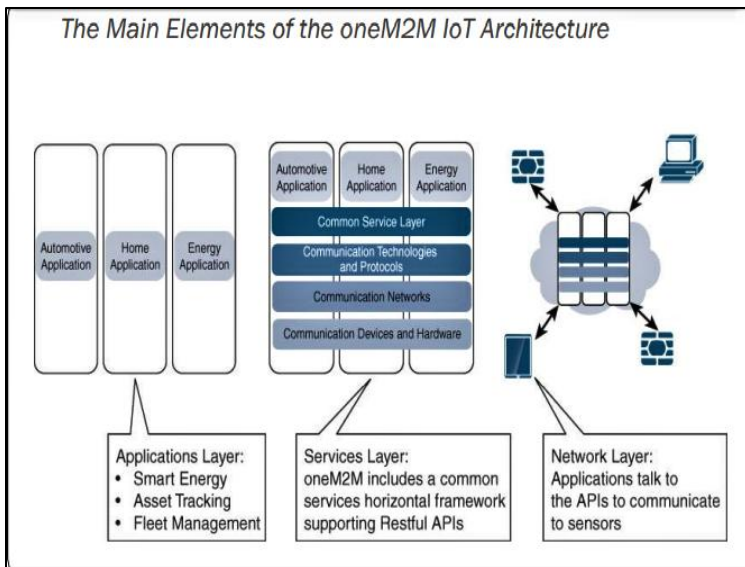 The Main Elements of the oneM2M IoT Architecture
Automotive
Application
Home
Application
Energy
Application
Automotive
Application
Home
Application
Energy
Application
Common Service Layer
Communication Technologies
and Protocols
Communication Networks
Communication Devices and Hardware
Applications Layer:
• Smart Energy
• Asset Tracking
• Fleet Management
Services Layer:
oneM2M includes a common
services horizontal framework
supporting Restful APIs
Network Layer:
Applications talk to
the APIs to communicate
to sensors